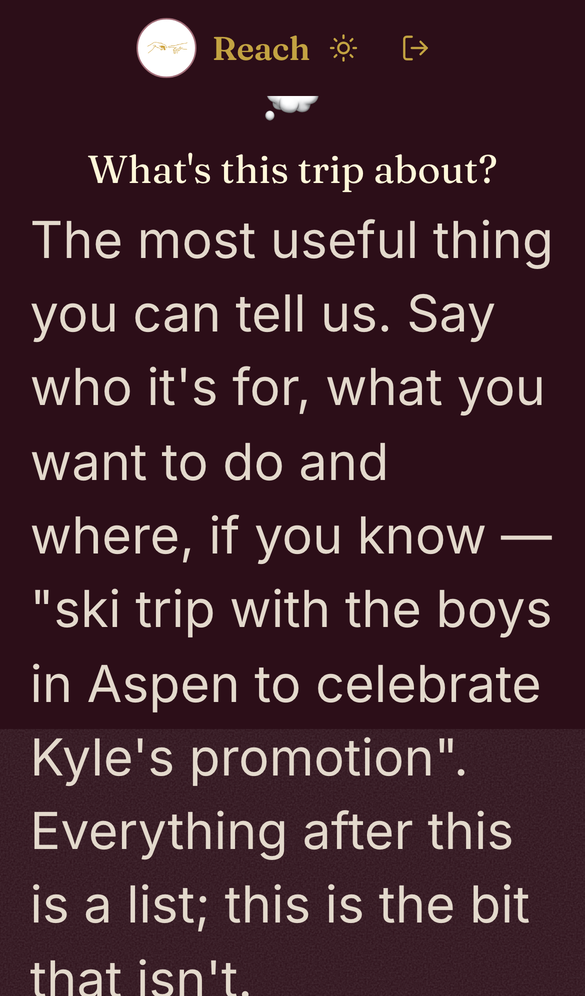 Reach
What's this trip about?
The most useful thing
you can tell us. Say
who it's for, what you
want to do and
where, if you know —
"ski trip with the boys
in Aspen to celebrate
Kyle's promotion".
Everything after this
is a list; this is the bit
that isn't.